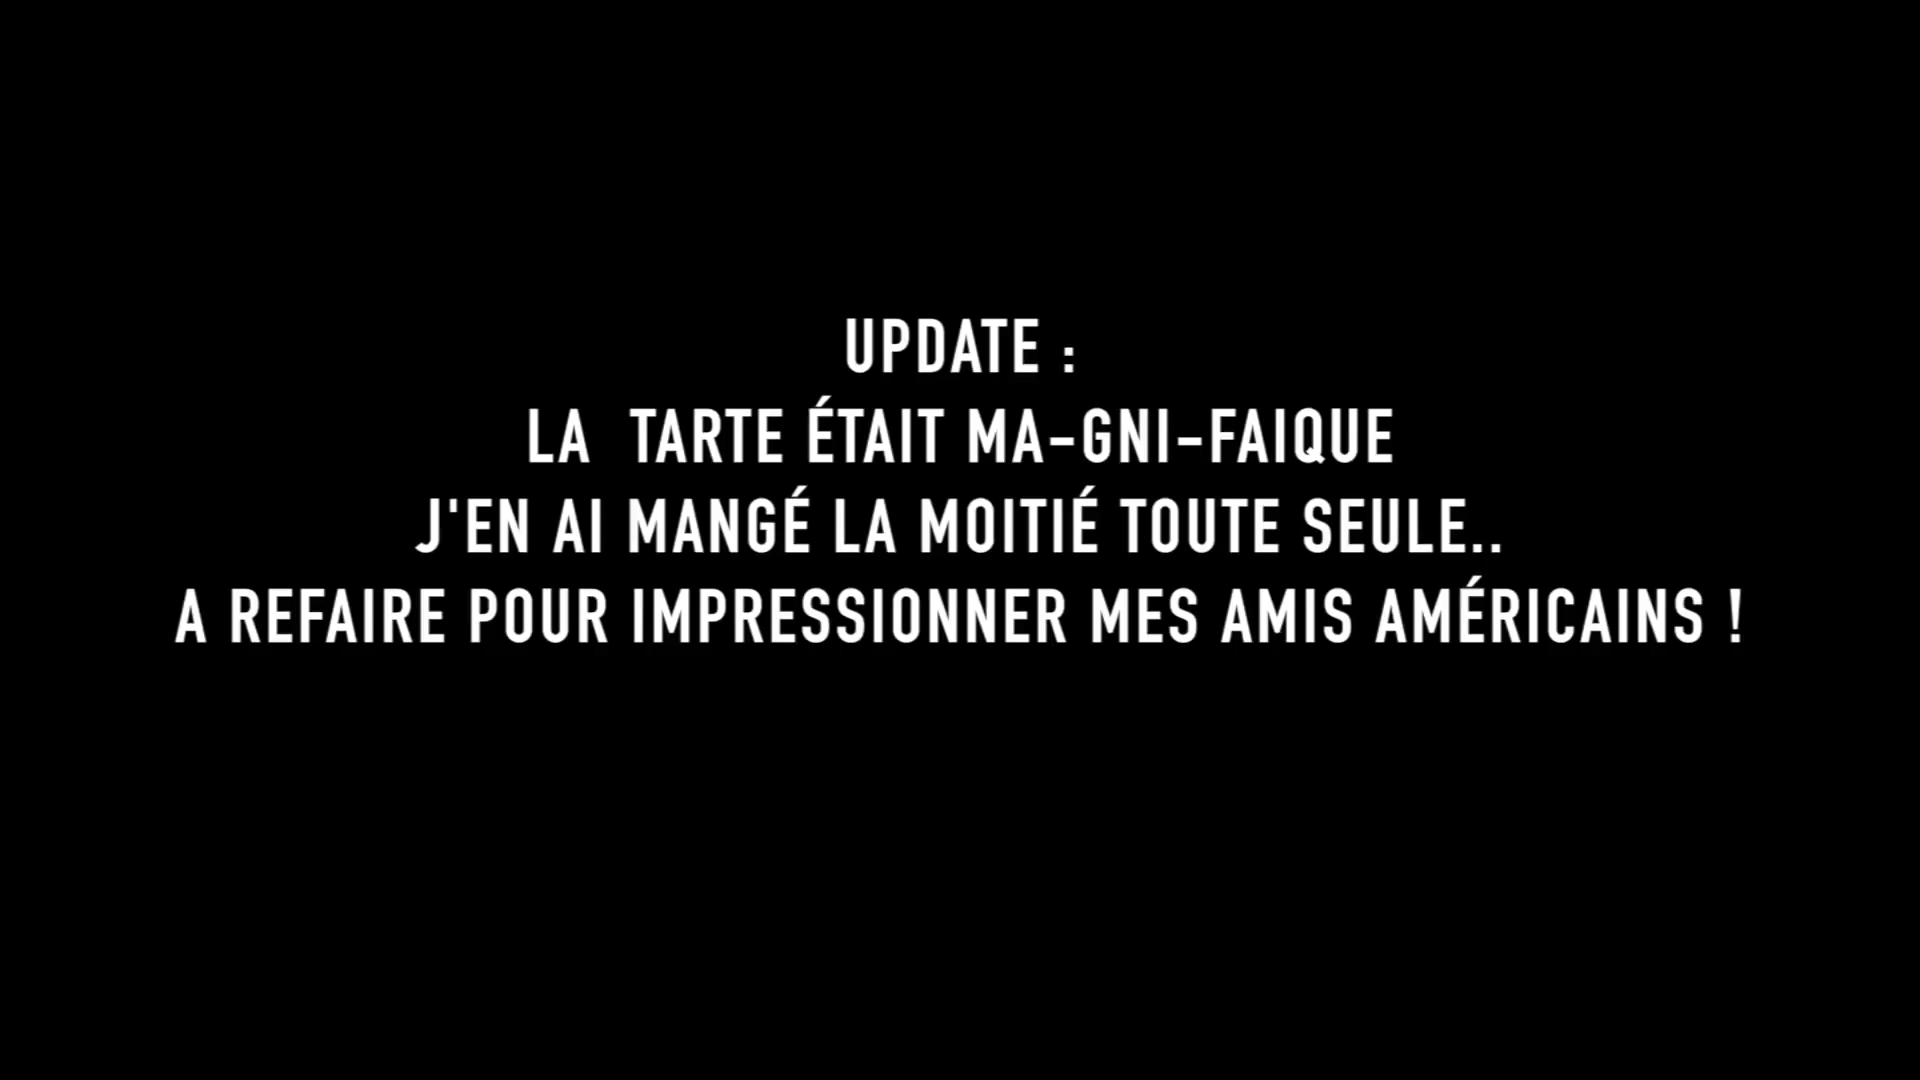 UPDATE :
LA  TARTE ÉTAIT MA-GNI-FAIQUE
J'EN AI MANGÉ LA MOITIÉ TOUTE SEULE..
A REFAIRE POUR IMPRESSIONNER MES AMIS AMÉRICAINS !